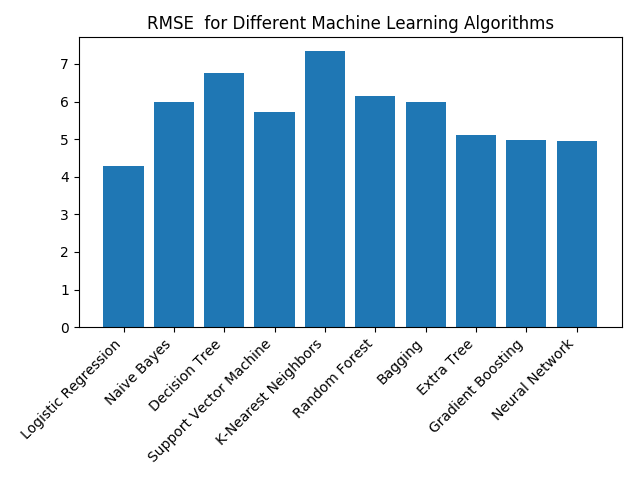 RMSE  for Different Machine Learning Algorithms
7
6
5
4
3
2
1
0
Logistic Regression
Naive Bayes
Decision Tree
Support Vector Machine
K-Nearest Neighbors
Random Forest
Bagging
Extra Tree
Gradient Boosting
Neural Network